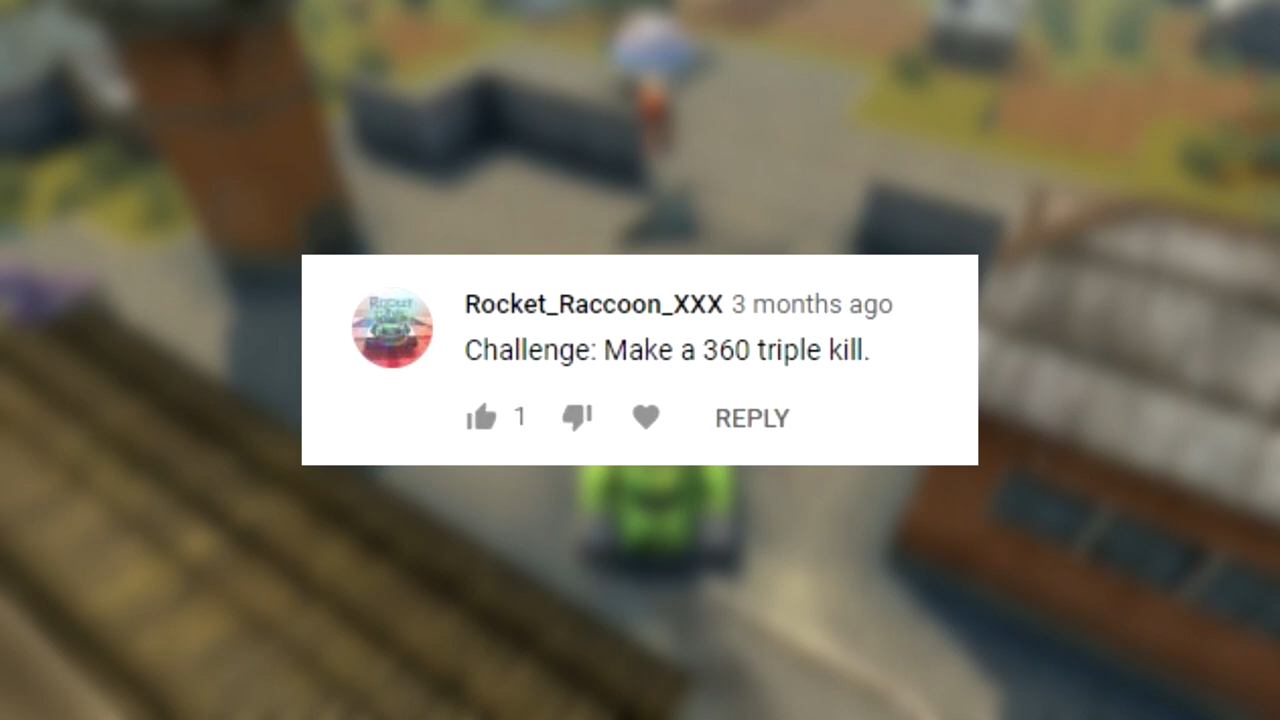 Rocket_Raccoon_XXX 3 months ago
Challenge: Make a 360 triple kill.
1 REPLY